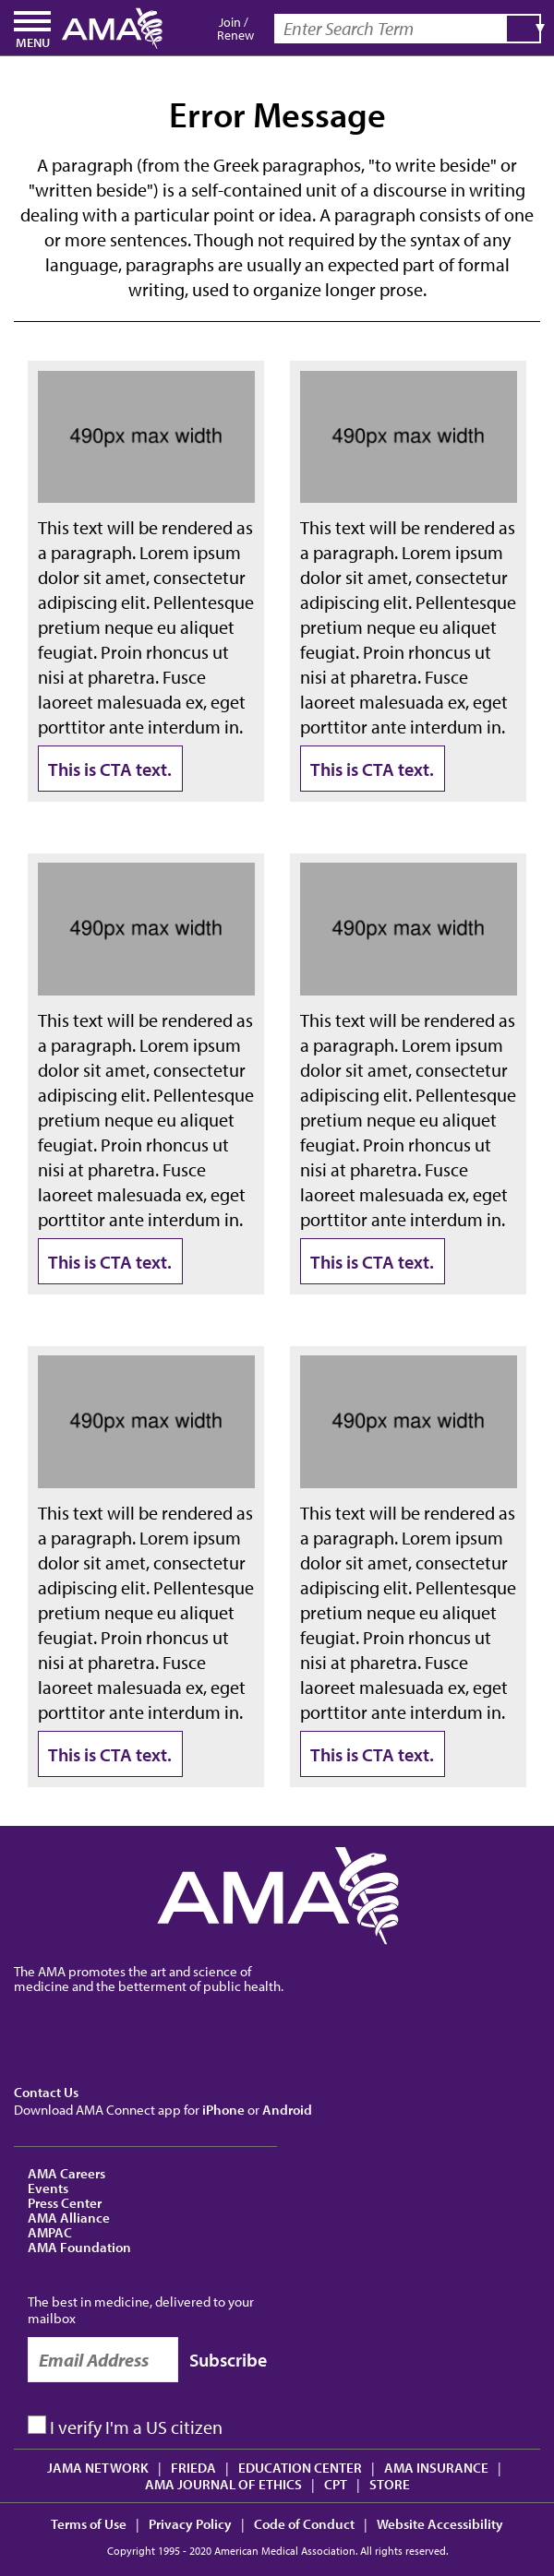 MENU
AMA
Join /
Renew
Enter Search Term
Error Message
A paragraph (from the Greek paragraphos, "to write beside" or
"written beside") is a self-contained unit of a discourse in writing
dealing with a particular point or idea. A paragraph consists of one
or more sentences. Though not required by the syntax of any
language, paragraphs are usually an expected part of formal
writing, used to organize longer prose.
490px max width
This text will be rendered as
a paragraph. Lorem ipsum
dolor sit amet, consectetur
adipiscing elit. Pellentesque
pretium neque eu aliquet
feugiat. Proin rhoncus ut
nisi at pharetra. Fusce
laoreet malesuada ex, eget
porttitor ante interdum in.
This is CTA text.
490px max width
This text will be rendered as
a paragraph. Lorem ipsum
dolor sit amet, consectetur
adipiscing elit. Pellentesque
pretium neque eu aliquet
feugiat. Proin rhoncus ut
nisi at pharetra. Fusce
laoreet malesuada ex, eget
porttitor ante interdum in.
This is CTA text.
490px max width
This text will be rendered as
a paragraph. Lorem ipsum
dolor sit amet, consectetur
adipiscing elit. Pellentesque
pretium neque eu aliquet
feugiat. Proin rhoncus ut
nisi at pharetra. Fusce
laoreet malesuada ex, eget
porttitor ante interdum in.
This is CTA text.
490px max width
This text will be rendered as
a paragraph. Lorem ipsum
dolor sit amet, consectetur
adipiscing elit. Pellentesque
pretium neque eu aliquet
feugiat. Proin rhoncus ut
nisi at pharetra. Fusce
laoreet malesuada ex, eget
porttitor ante interdum in.
This is CTA text.
490px max width
This text will be rendered as
a paragraph. Lorem ipsum
dolor sit amet, consectetur
adipiscing elit. Pellentesque
pretium neque eu aliquet
feugiat. Proin rhoncus ut
nisi at pharetra. Fusce
laoreet malesuada ex, eget
porttitor ante interdum in.
This is CTA text.
490px max width
This text will be rendered as
a paragraph. Lorem ipsum
dolor sit amet, consectetur
adipiscing elit. Pellentesque
pretium neque eu aliquet
feugiat. Proin rhoncus ut
nisi at pharetra. Fusce
laoreet malesuada ex, eget
porttitor ante interdum in.
This is CTA text.
AMA
The AMA promotes the art and science of
medicine and the betterment of public health.
Contact Us
Download AMA Connect app for iPhone or Android
AMA Careers
Events
Press Center
AMA Alliance
AMPAC
AMA Foundation
The best in medicine, delivered to your
mailbox
Email Address Subscribe
I verify I'm a US citizen
JAMA NETWORK | FRIEDA | EDUCATION CENTER | AMA INSURANCE |
AMA JOURNAL OF ETHICS | CPT | STORE
Terms of Use | Privacy Policy | Code of Conduct | Website Accessibility
Copyright 1995 - 2020 American Medical Association. All rights reserved.